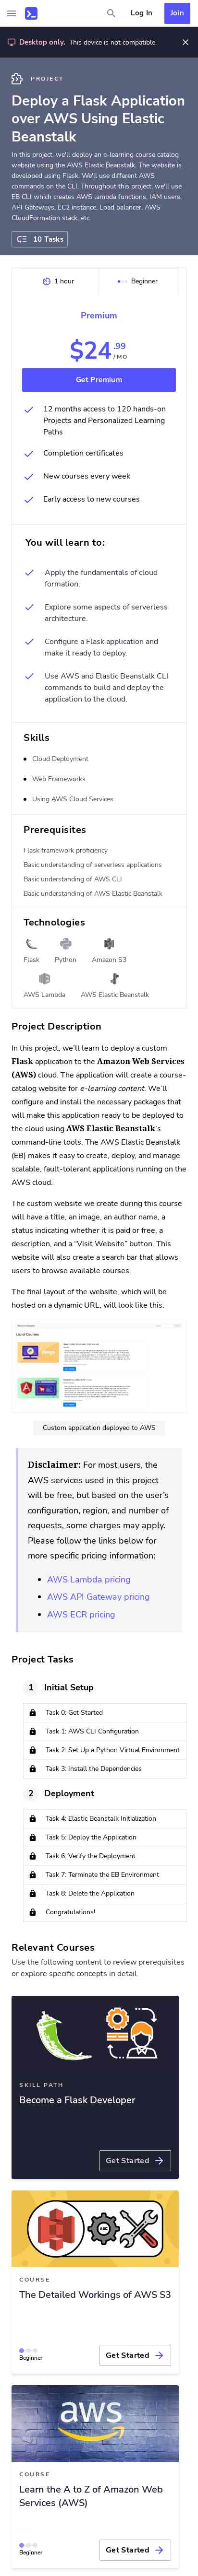 Log In
Join
Desktop only. This device is not compatible.
PROJECT
Deploy a Flask Application
over AWS Using Elastic
Beanstalk
In this project, we'll deploy an e-learning course catalog
website using the AWS Elastic Beanstalk. The website is
developed using Flask. We'll use different AWS
commands on the CLI. Throughout this project, we'll use
EB CLI which creates AWS lambda functions, IAM users,
API Gateways, EC2 instance, Load balancer, AWS
CloudFormation stack, etc.
10 Tasks
1 hour
Beginner
Premium
$24.99
/ MO
Get Premium
12 months access to 120 hands-on
Projects and Personalized Learning
Paths
Completion certificates
New courses every week
Early access to new courses
You will learn to:
Apply the fundamentals of cloud
formation.
Explore some aspects of serverless
architecture.
Configure a Flask application and
make it ready to deploy.
Use AWS and Elastic Beanstalk CLI
commands to build and deploy the
application to the cloud.
Skills
Cloud Deployment
Web Frameworks
Using AWS Cloud Services
Prerequisites
Flask framework proficiency
Basic understanding of serverless applications
Basic understanding of AWS CLI
Basic understanding of AWS Elastic Beanstalk
Technologies
Flask
Python
Amazon S3
AWS Lambda
AWS Elastic Beanstalk
Project Description
In this project, we’ll learn to deploy a custom
Flask application to the Amazon Web Services
(AWS) cloud. The application will create a course-
catalog website for e-learning content. We’ll
configure and install the necessary packages that
will make this application ready to be deployed to
the cloud using AWS Elastic Beanstalk’s
command-line tools. The AWS Elastic Beanstalk
(EB) makes it easy to create, deploy, and manage
scalable, fault-tolerant applications running on the
AWS cloud.
The custom website we create during this course
will have a title, an image, an author name, a
status indicating whether it is paid or free, a
description, and a “Visit Website” button. This
website will also create a search bar that allows
users to browse available courses.
The final layout of the website, which will be
hosted on a dynamic URL, will look like this:
List of Courses
Custom application deployed to AWS
Disclaimer: For most users, the
AWS services used in this project
will be free, but based on the user’s
configuration, region, and number of
requests, some charges may apply.
Please follow the links below for
more specific pricing information:
AWS Lambda pricing
AWS API Gateway pricing
AWS ECR pricing
Project Tasks
1 Initial Setup
Task 0: Get Started
Task 1: AWS CLI Configuration
Task 2: Set Up a Python Virtual Environment
Task 3: Install the Dependencies
2 Deployment
Task 4: Elastic Beanstalk Initialization
Task 5: Deploy the Application
Task 6: Verify the Deployment
Task 7: Terminate the EB Environment
Task 8: Delete the Application
Congratulations!
Relevant Courses
Use the following content to review prerequisites
or explore specific concepts in detail.
SKILL PATH
Become a Flask Developer
Get Started
ABC
COURSE
The Detailed Workings of AWS S3
Beginner
Get Started
aws
COURSE
Learn the A to Z of Amazon Web
Services (AWS)
Beginner
Get Started